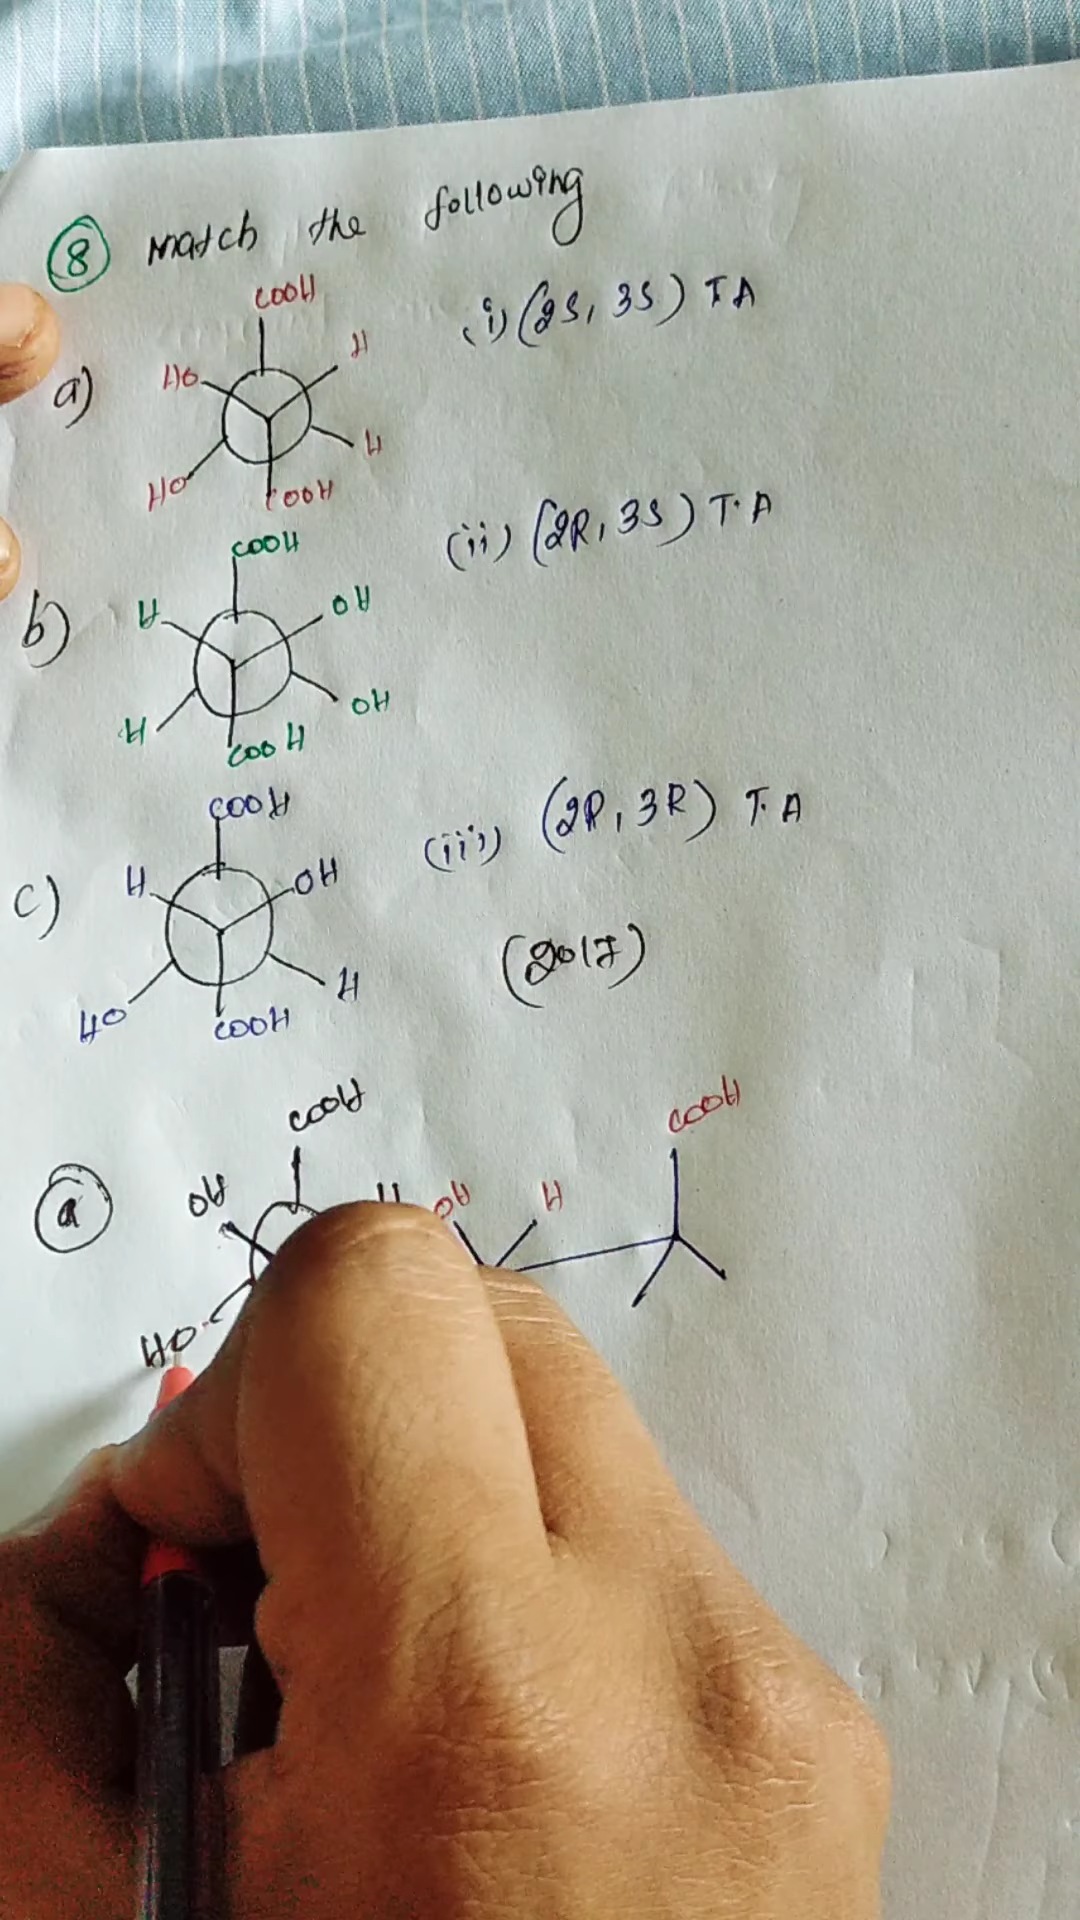 8 Match the following
COOH
(i) (2S, 3S) T A
a) HO H
HO COOH H
COOH
(ii) (2R, 3S) T.A
b) H OH
H COOH OH
COOH
(iii) (2R, 3R) T.A
c) H OH
(2017)
HO COOH H
COOH COOH
a OH H OH H
HO